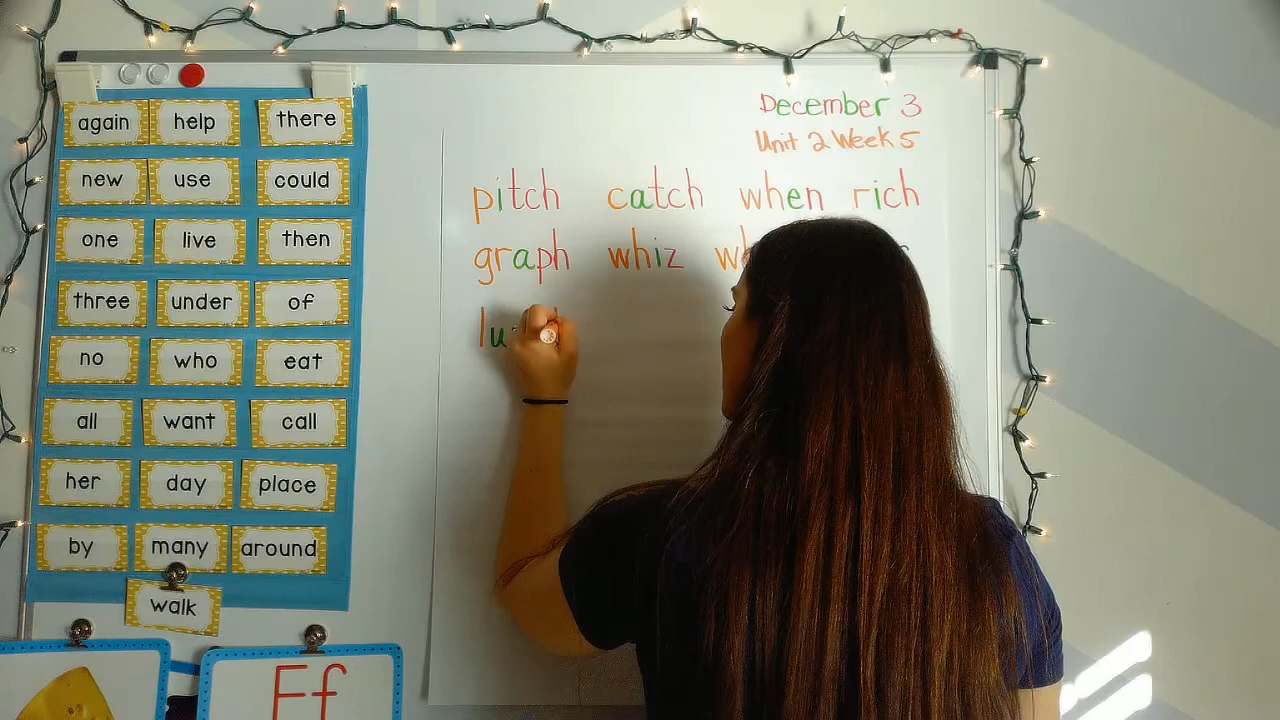 again help there
new use could
one live then
three under of
no who eat
all want call
her day place
by many around
walk
Ff
December 3
Unit 2 Week 5
pitch catch when rich
graph whiz